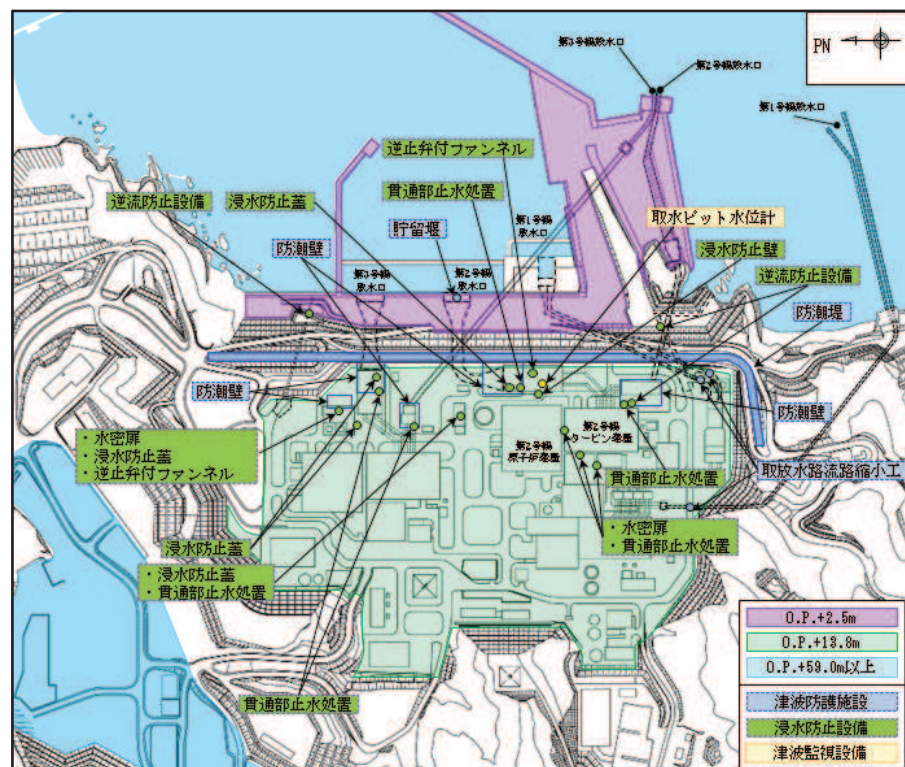 PN
第3号機放水口
第2号機放水口
第1号機放水口
逆止弁付ファンネル
貫通部止水処置
逆流防止設備
浸水防止蓋
防潮壁
貯留堰
第1号機
取水口
取水ピット水位計
浸水防止壁
逆流防止設備
防潮堤
第3号機
取水口
第2号機
取水口
防潮壁
防潮壁
・水密扉
・浸水防止蓋
・逆止弁付ファンネル
第2号機
原子炉建屋
第2号機
タービン建屋
貫通部止水処置
取放水路流路縮小工
・水密扉
・貫通部止水処置
浸水防止蓋
・浸水防止蓋
・貫通部止水処置
貫通部止水処置
O.P.+2.5m
O.P.+13.8m
O.P.+59.0m以上
津波防護施設
浸水防止設備
津波監視設備